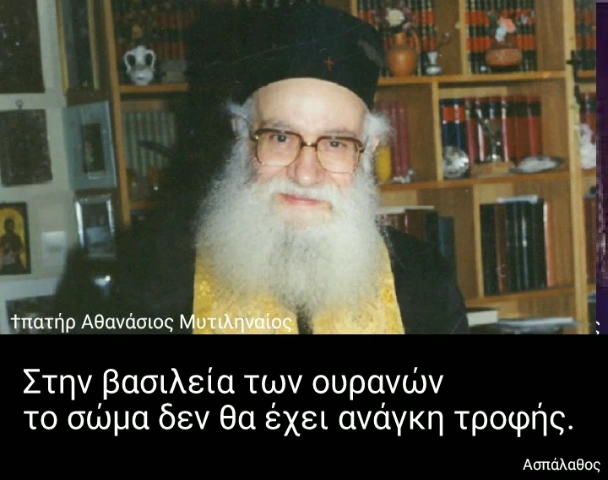 †πατήρ Αθανάσιος Μυτιληναίος
Στην βασιλεία των ουρανών
το σώμα δεν θα έχει ανάγκη τροφής.
Ασπάλαθος